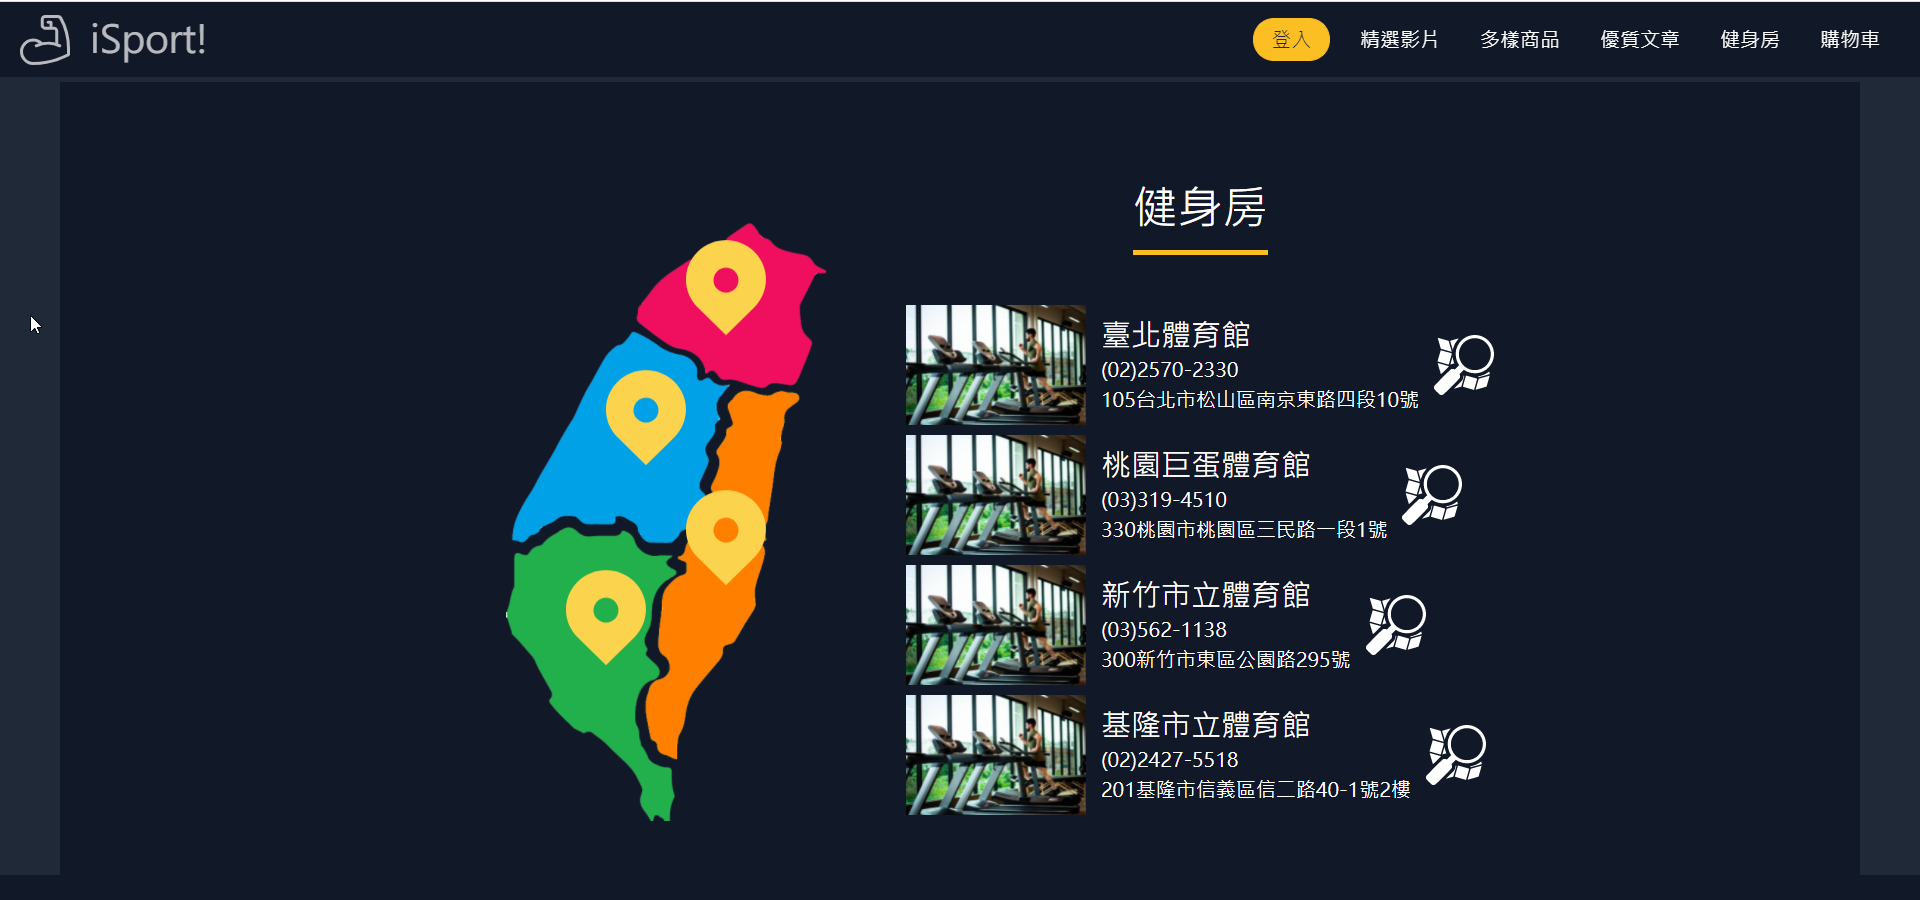 iSport!
登入
精選影片
多樣商品
優質文章
健身房
購物車
健身房
臺北體育館
(02)2570-2330
105台北市松山區南京東路四段10號
桃園巨蛋體育館
(03)319-4510
330桃園市桃園區三民路一段1號
新竹市立體育館
(03)562-1138
300新竹市東區公園路295號
基隆市立體育館
(02)2427-5518
201基隆市信義區信二路40-1號2樓